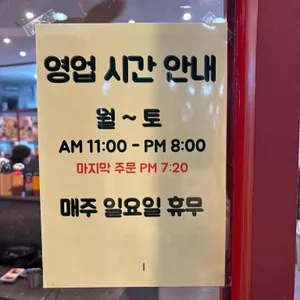 영업 시간 안내
월 ~ 토
AM 11:00 - PM 8:00
마지막 주문 PM 7:20
매주 일요일 휴무